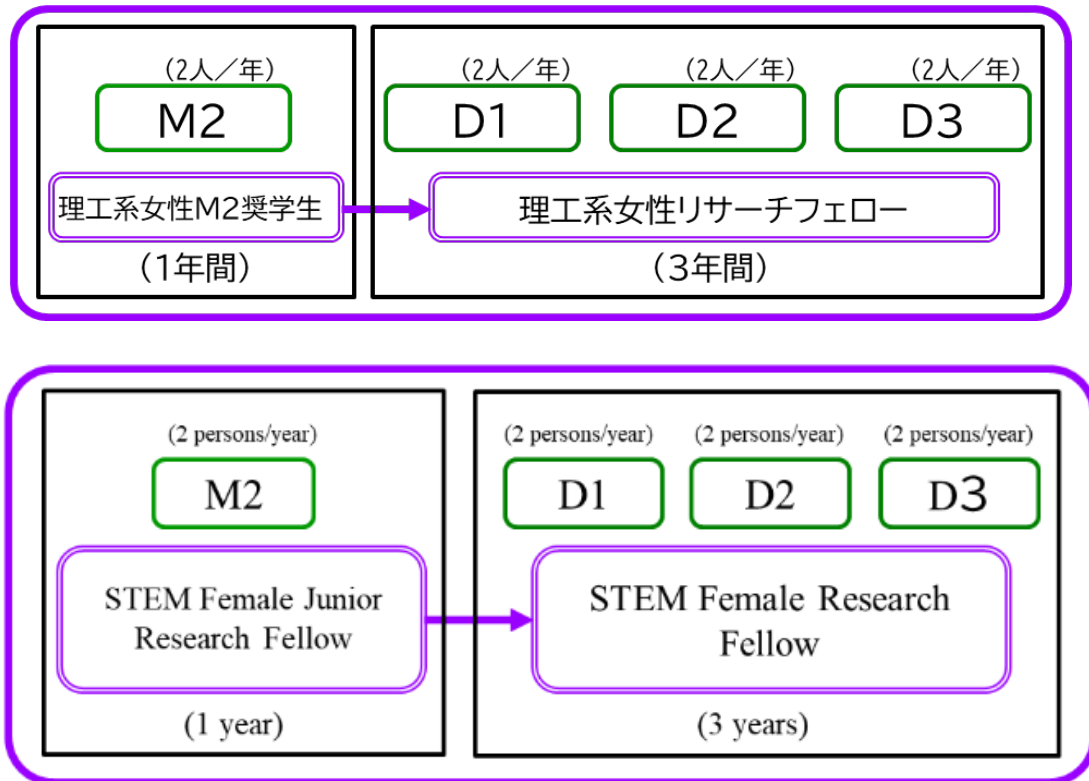 (2人/年)
M2
理工系女性M2奨学生
(1年間)
(2人/年) (2人/年) (2人/年)
D1 D2 D3
理工系女性リサーチフェロー
(3年間)
(2 persons/year)
M2
STEM Female Junior
Research Fellow
(1 year)
(2 persons/year) (2 persons/year) (2 persons/year)
D1 D2 D3
STEM Female Research
Fellow
(3 years)